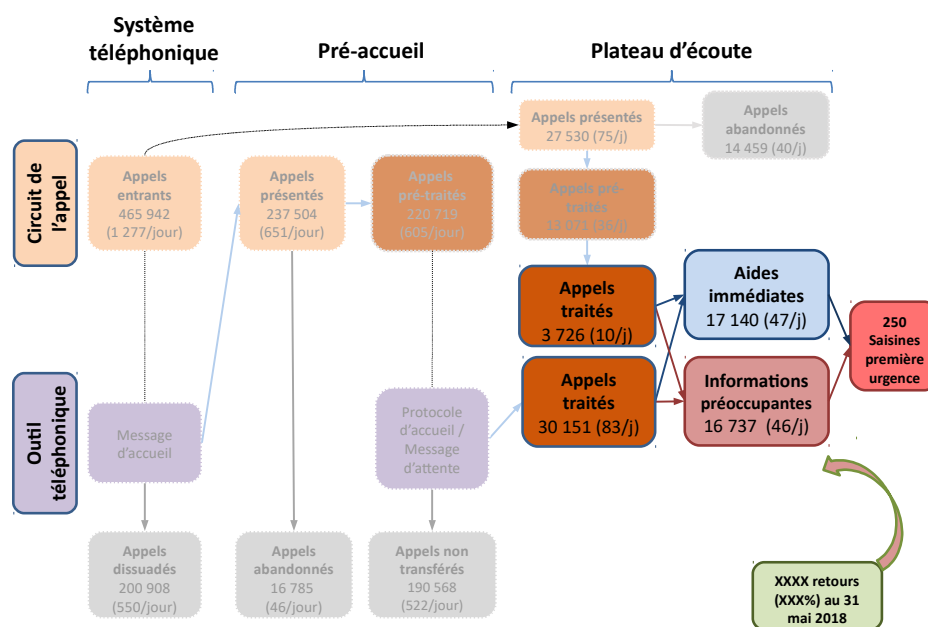 Système
téléphonique
Pré-accueil
Plateau d'écoute
Circuit de
l'appel
Appels
entrants
465 942
(1 277/jour)
Appels
présentés
237 504
(651/jour)
Appels
pré-traités
220 719
(605/jour)
Appels présentés
27 530 (75/j)
Appels
abandonnés
14 459 (40/j)
Appels pré-
traités
13 071 (36/j)
Appels
traités
3 726 (10/j)
Aides
immédiates
17 140 (47/j)
250
Saisines
première
urgence
Outil
téléphonique
Message
d'accueil
Protocole
d'accueil /
Message
d'attente
Appels
traités
30 151 (83/j)
Informations
préoccupantes
16 737 (46/j)
Appels
dissuadés
200 908
(550/jour)
Appels
abandonnés
16 785
(46/jour)
Appels non
transférés
190 568
(522/jour)
XXXX retours
(XXX%) au 31
mai 2018